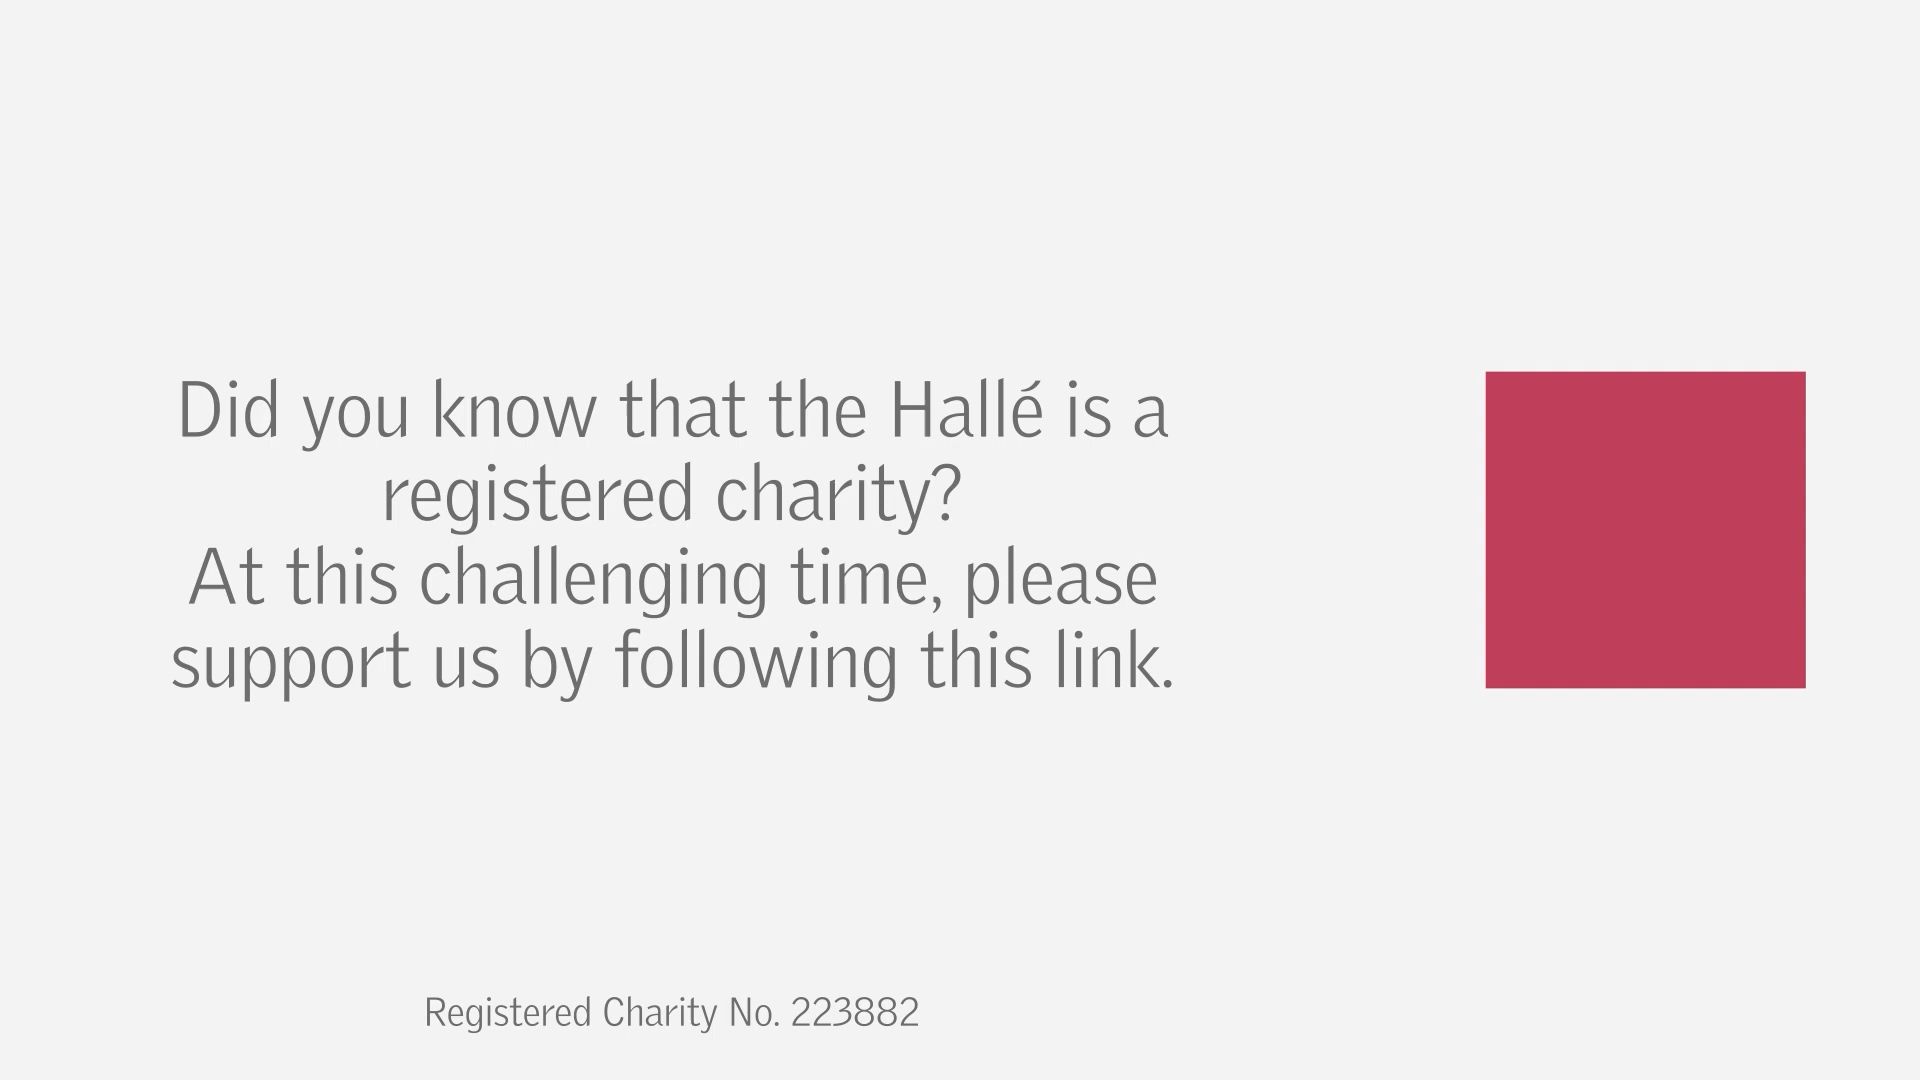 Did you know that the Hallé is a
registered charity?
At this challenging time, please
support us by following this link.
Registered Charity No. 223882